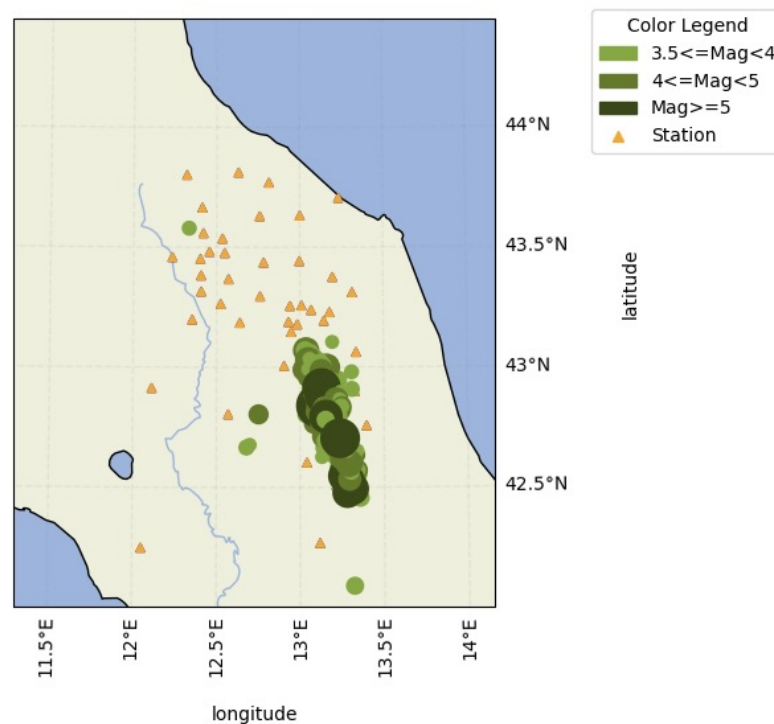 Color Legend
3.5<=Mag<4
4<=Mag<5
Mag>=5
Station
44°N
43.5°N
43°N
42.5°N
latitude
11.5°E
12°E
12.5°E
13°E
13.5°E
14°E
longitude